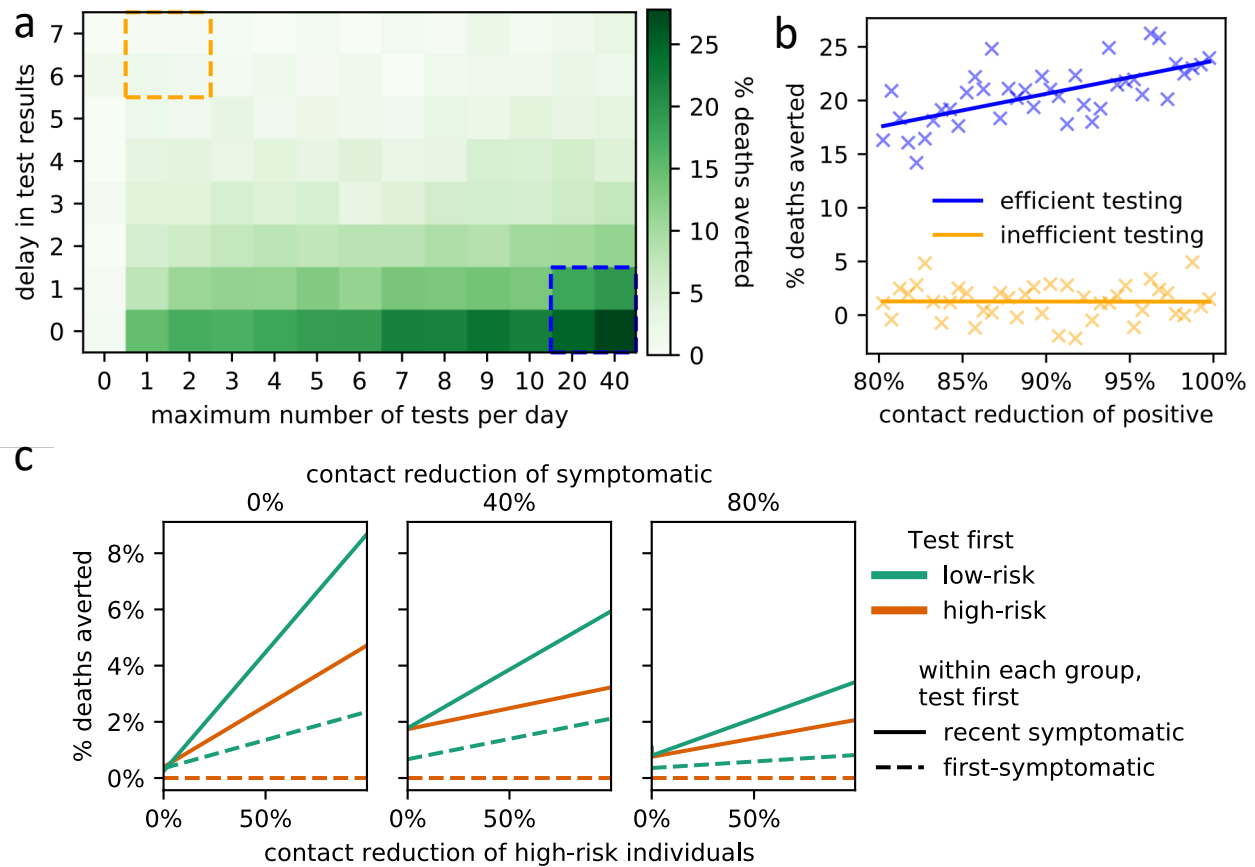 a
delay in test results
7
6
5
4
3
2
1
0
0 1 2 3 4 5 6 7 8 9 10 20 40
maximum number of tests per day
25
20
15
10
5
0
% deaths averted
b
% deaths averted
25
20
15
10
5
0
efficient testing
inefficient testing
80% 85% 90% 95% 100%
contact reduction of positive
c
contact reduction of symptomatic
0% 40% 80%
% deaths averted
8%
6%
4%
2%
0%
0% 50% 0% 50% 0% 50%
contact reduction of high-risk individuals
Test first
low-risk
high-risk
within each group,
test first
recent symptomatic
first-symptomatic